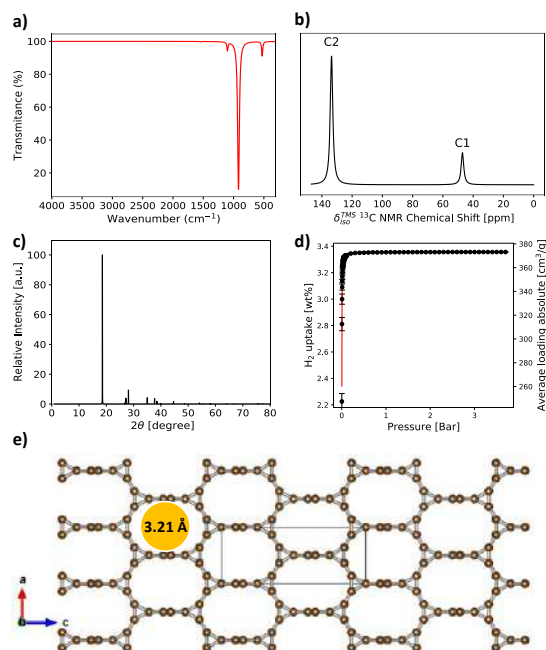 a)
100
80
60
40
20
Transmitance (%)
4000 3000 2000 1000 500
Wavenumber (cm⁻¹)
b)
C2
C1
140 120 100 80 60 40 20 0
δ_iso^TMS ¹³C NMR Chemical Shift [ppm]
c)
100
80
60
40
20
0
Relative Intensity [a.u.]
0 10 20 30 40 50 60 70 80
2θ [degree]
d)
3.4
3.2
3.0
2.8
2.6
2.4
2.2
H₂ uptake [wt%]
380
360
340
320
300
280
260
Average loading absolute [cm³/g]
0 1 2 3
Pressure [Bar]
e)
3.21 Å
a
b
c